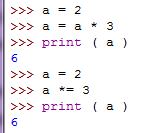 >>> a = 2
>>> a = a * 3
>>> print ( a )
6
>>> a = 2
>>> a *= 3
>>> print ( a )
6